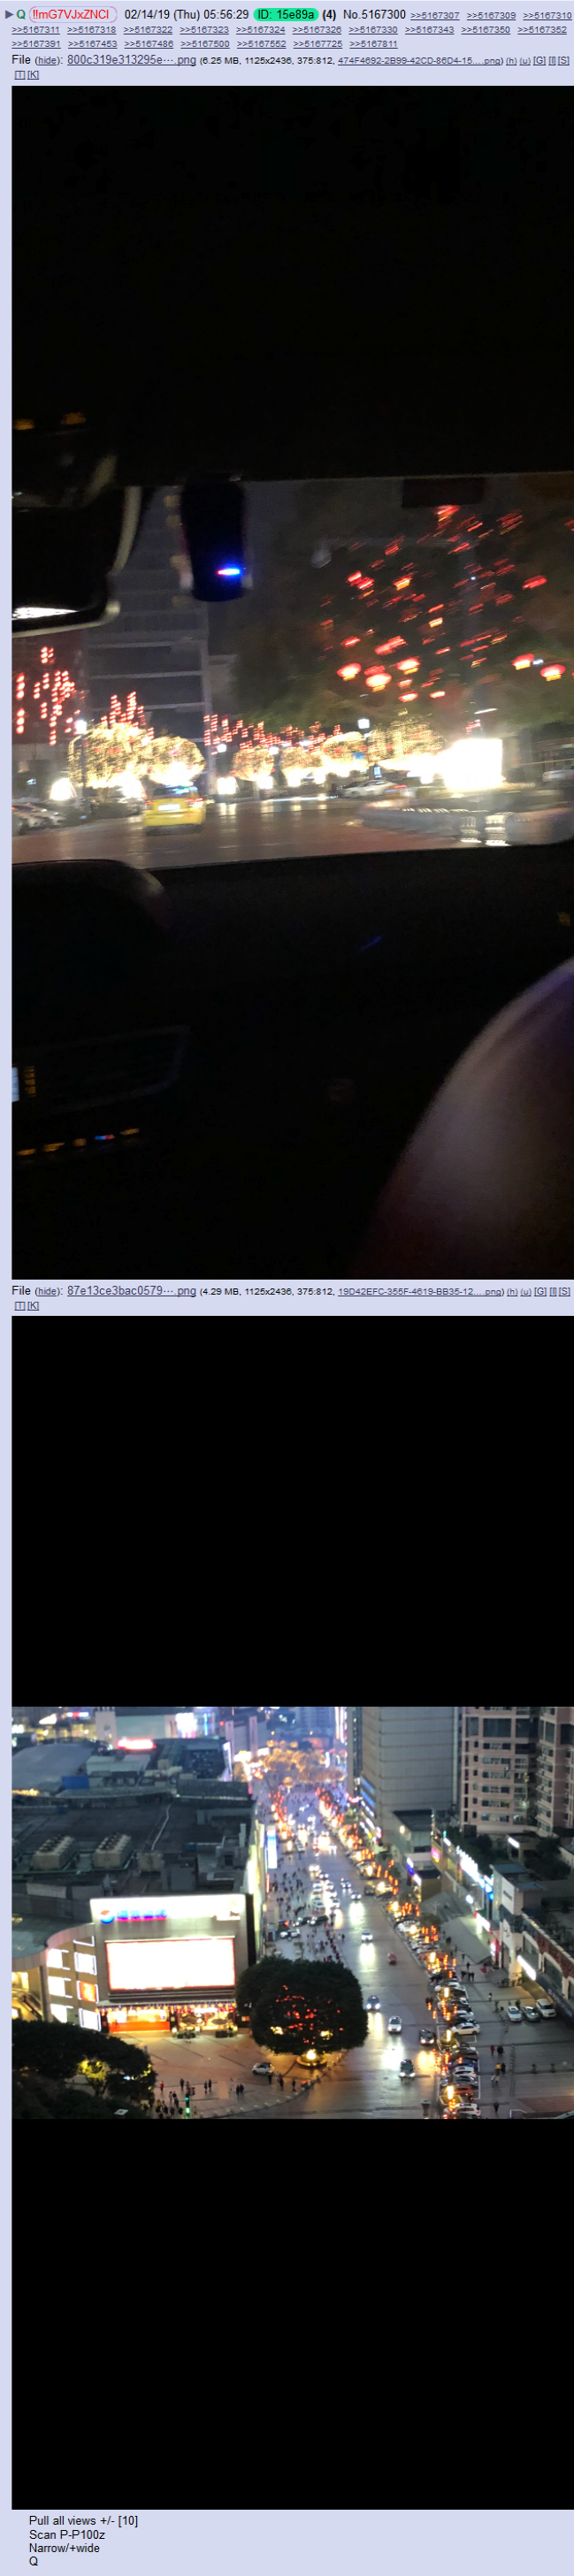 ▶ Q !!mG7VJxZNCI 02/14/19 (Thu) 05:56:29 ID: 15e89a (4) No.5167300 >>5167307 >>5167309 >>5167310
>>5167311 >>5167318 >>5167322 >>5167323 >>5167324 >>5167326 >>5167330 >>5167343 >>5167350 >>5167352
>>5167391 >>5167453 >>5167486 >>5167500 >>5167552 >>5167725 >>5167811
File (hide): 800c319e313295e⋯.png (6.25 MB, 1125x2436, 375:812, 474F4692-2B99-42CD-86D4-15….png) (h) (u) [G] [I] [S]
[T] [K]
File (hide): 87e13ce3bac0579⋯.png (4.29 MB, 1125x2436, 375:812, 19D42EFC-355F-4619-BB35-12….png) (h) (u) [G] [I] [S]
[T] [K]
Pull all views +/- [10]
Scan P-P100z
Narrow/+wide
Q